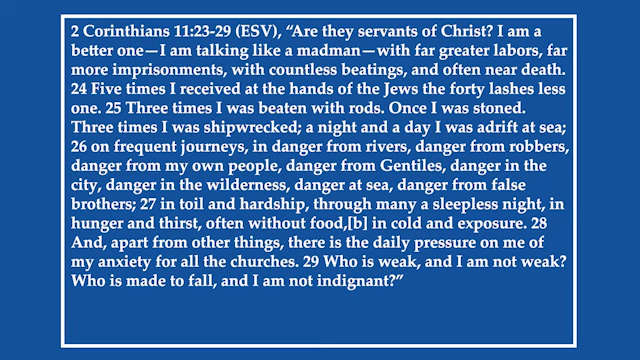 2 Corinthians 11:23-29 (ESV), “Are they servants of Christ? I am a
better one—I am talking like a madman—with far greater labors, far
more imprisonments, with countless beatings, and often near death.
24 Five times I received at the hands of the Jews the forty lashes less
one. 25 Three times I was beaten with rods. Once I was stoned.
Three times I was shipwrecked; a night and a day I was adrift at sea;
26 on frequent journeys, in danger from rivers, danger from robbers,
danger from my own people, danger from Gentiles, danger in the
city, danger in the wilderness, danger at sea, danger from false
brothers; 27 in toil and hardship, through many a sleepless night, in
hunger and thirst, often without food,[b] in cold and exposure. 28
And, apart from other things, there is the daily pressure on me of
my anxiety for all the churches. 29 Who is weak, and I am not weak?
Who is made to fall, and I am not indignant?”